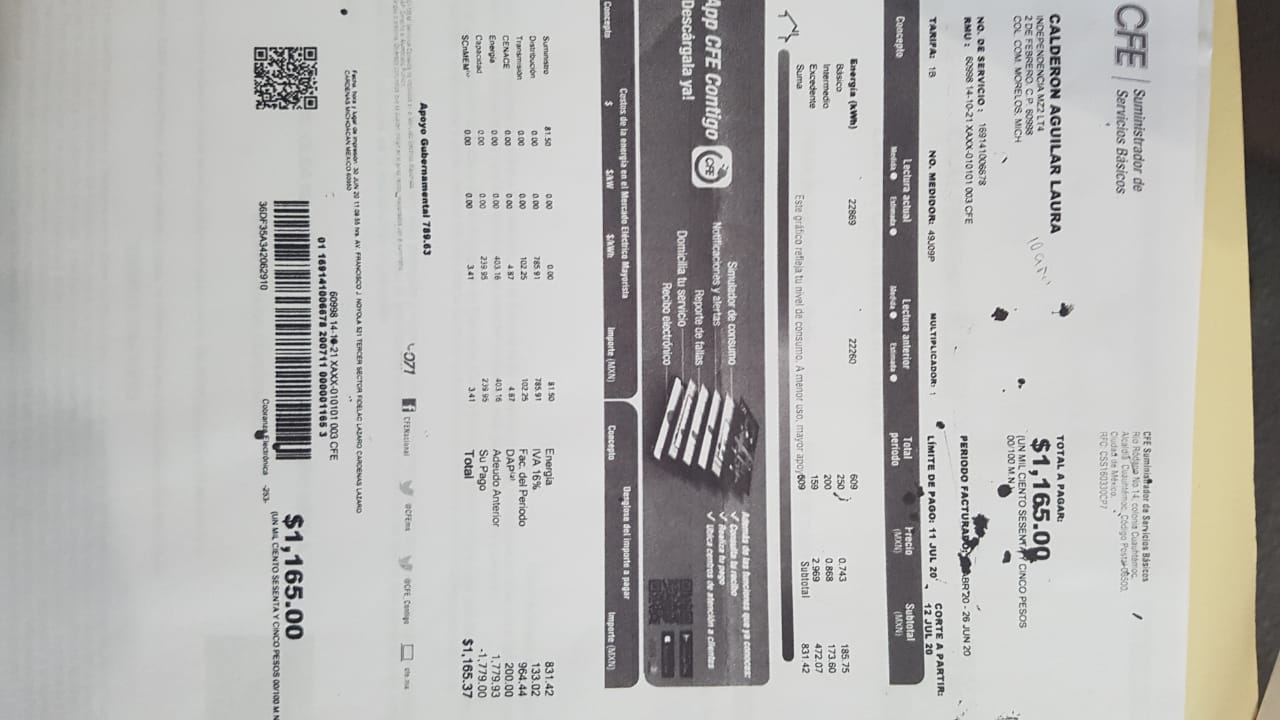 CFE
Suministrador de
Servicios Básicos
CFE Suministrador de Servicios Básicos
Río Ródano No. 14, colonia Cuauhtémoc,
Alcaldía Cuauhtémoc, Código Postal 06500,
Ciudad de México.
RFC CSS160330CP7
CALDERON AGUILAR LAURA
INDEPENDENCIA MZ2 LT4
2 DE FEBRERO, C.P. 60998
COL. COM. MORELOS, MICH
TOTAL A PAGAR:
$1,165.00
(UN MIL CIENTO SESENTA Y CINCO PESOS
00/100 M.N.)
NO. DE SERVICIO: 169141006678
RMU: 60998 14-10-21 XAXX-010101 003 CFE
PERIODO FACTURADO: ABR 20 - 26 JUN 20
TARIFA: 1B NO. MEDIDOR: 49J09P MULTIPLICADOR: 1
LÍMITE DE PAGO: 11 JUL 20
CORTE A PARTIR:
12 JUL 20
Concepto Lectura actual Lectura anterior Total periodo Precio (MXN) Subtotal (MXN)
Medida Estimada Medida Estimada
Energía (kWh) 22869 22260 609
Básico 250 0.743 185.75
Intermedio 200 0.868 173.60
Excedente 159 2.969 472.07
Suma 609 Subtotal 831.42
Este gráfico refleja tu nivel de consumo. A menor uso, mayor apoyo
App CFE Contigo
Descárgala ya!
CFE
Simulador de consumo
Notificaciones y alertas
Reporte de fallas
Domicilia tu servicio
Recibo electrónico
Además de las funciones que ya conoces:
✓ Consulta tu recibo
✓ Realiza tu pago
✓ Ubica centros de atención a clientes
Costos de la energía en el Mercado Eléctrico Mayorista
Concepto $ $/kW $/kWh Importe (MXN)
Suministro 81.50 0.00 0.00 81.50
Distribución 0.00 0.00 785.91 785.91
Transmisión 0.00 0.00 102.25 102.25
CENACE 0.00 0.00 4.87 4.87
Energía 0.00 0.00 403.16 403.16
Capacidad 0.00 0.00 239.95 239.95
SCnMEM 0.00 0.00 3.41 3.41
Desglose del importe a pagar
Concepto Importe (MXN)
Energía 831.42
IVA 16% 133.02
Fac. del Periodo 964.44
DAP 200.00
Adeudo Anterior 1,779.93
Su Pago -1,779.00
Total $1,165.37
Apoyo Gubernamental 789.63
071
CFENacional
@CFEmx
@CFE_Contigo
cfe.mx
Fecha, hora y lugar de impresión: 30 JUN 20 11:09:55 hrs. AV. FRANCISCO J. NOYOLA 521 TERCER SECTOR FIDELAC LAZARO CARDENAS LAZARO
CARDENAS MICHOACAN MEXICO 60950
60998 14-10-21 XAXX-010101 003 CFE
01 169141006678 200711 000001165 3
36DF35A342062910
Cobranza Electrónica
-253-
$1,165.00
(UN MIL CIENTO SESENTA Y CINCO PESOS 00/100 M.N